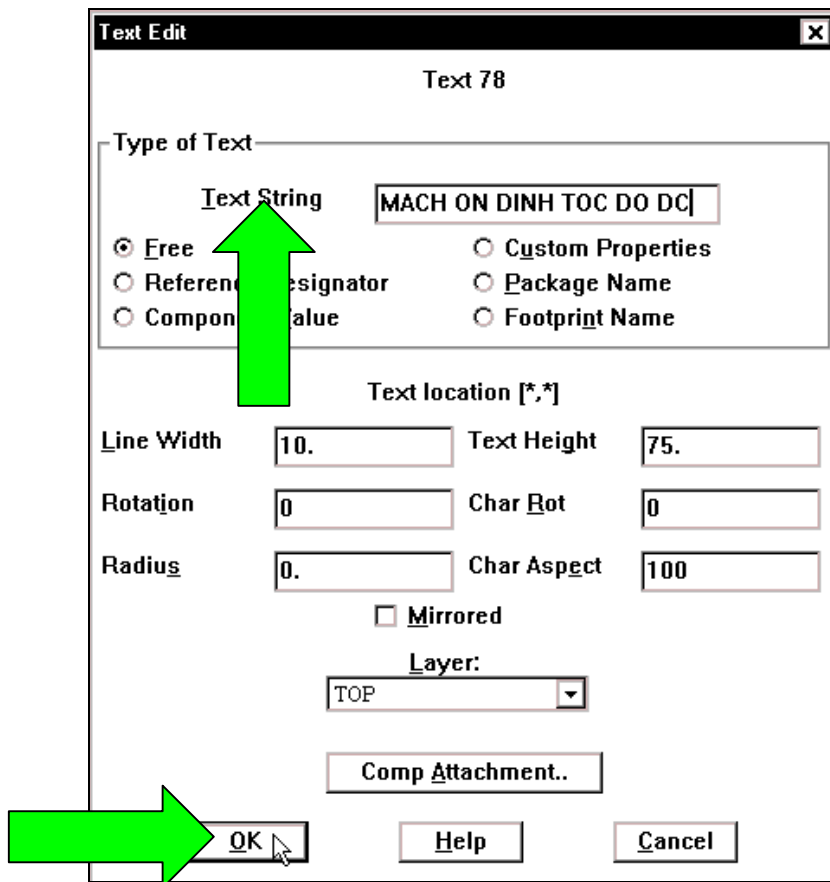 Text Edit
Text 78
Type of Text
Text String MACH ON DINH TOC DO DC
Free Custom Properties
Package Name
Footprint Name
Text location [*,*]
Line Width 10. Text Height 75.
Rotation 0 Char Rot 0
Radius 0. Char Aspect 100
Mirrored
Layer:
TOP
Comp Attachment..
OK Help Cancel